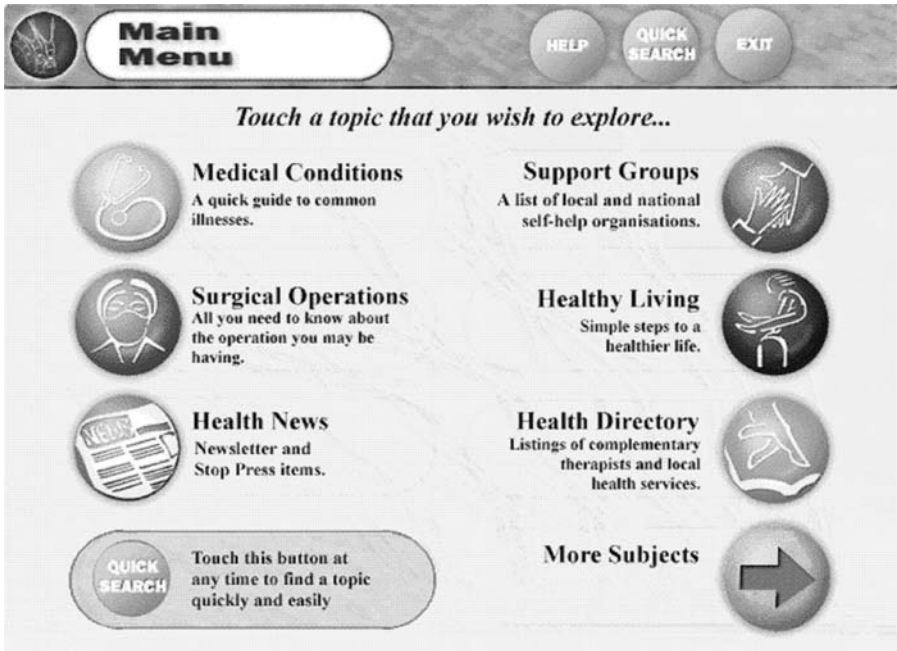 Main
Menu
HELP
QUICK
SEARCH
EXIT
Touch a topic that you wish to explore...
Medical Conditions
A quick guide to common
illnesses.
Surgical Operations
All you need to know about
the operation you may be
having.
Health News
Newsletter and
Stop Press items.
NEWS
QUICK
SEARCH
Touch this button at
any time to find a topic
quickly and easily
Support Groups
A list of local and national
self-help organisations.
Healthy Living
Simple steps to a
healthier life.
Health Directory
Listings of complementary
therapists and local
health services.
More Subjects